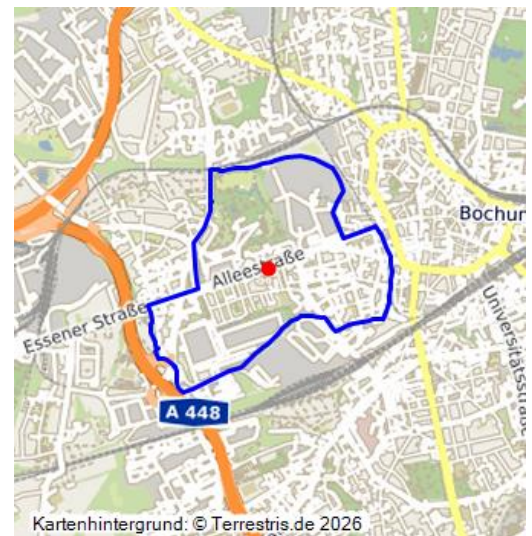 Bochum
Alleestraße
Essener Straße
Universitätsstraße
A 448
Kartenhintergrund: © Terrestris.de 2026